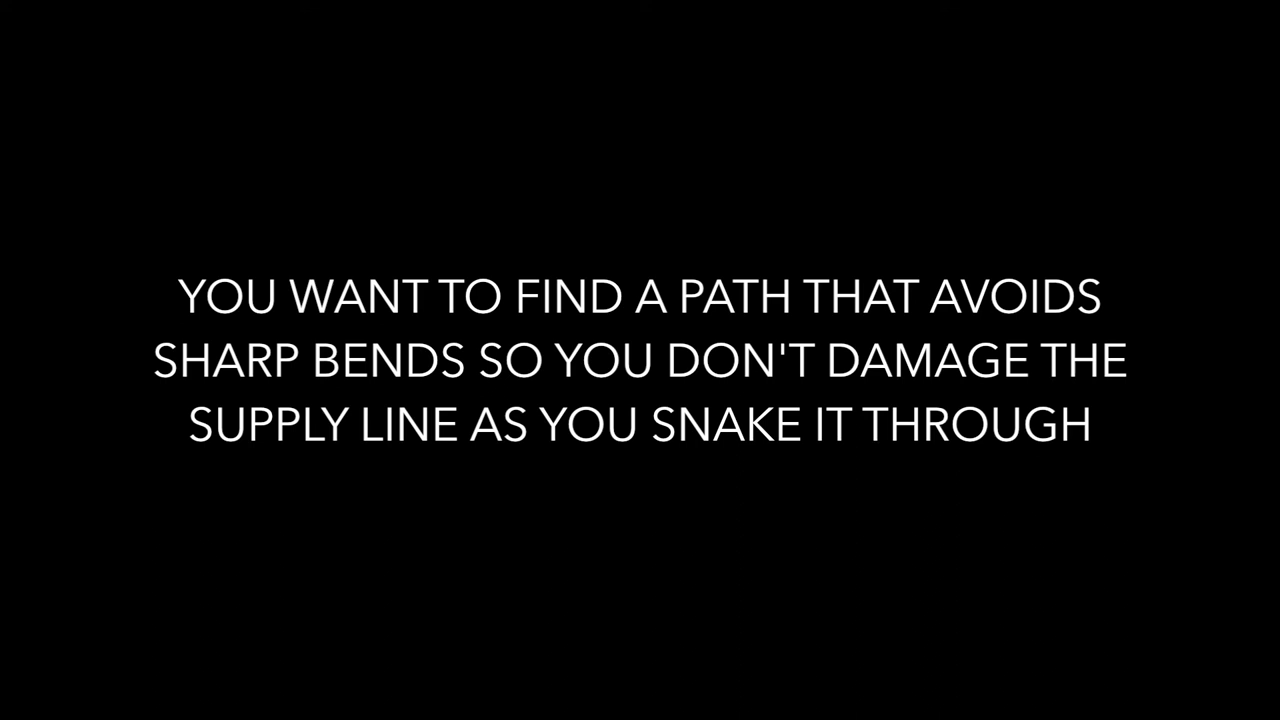 YOU WANT TO FIND A PATH THAT AVOIDS
SHARP BENDS SO YOU DON'T DAMAGE THE
SUPPLY LINE AS YOU SNAKE IT THROUGH